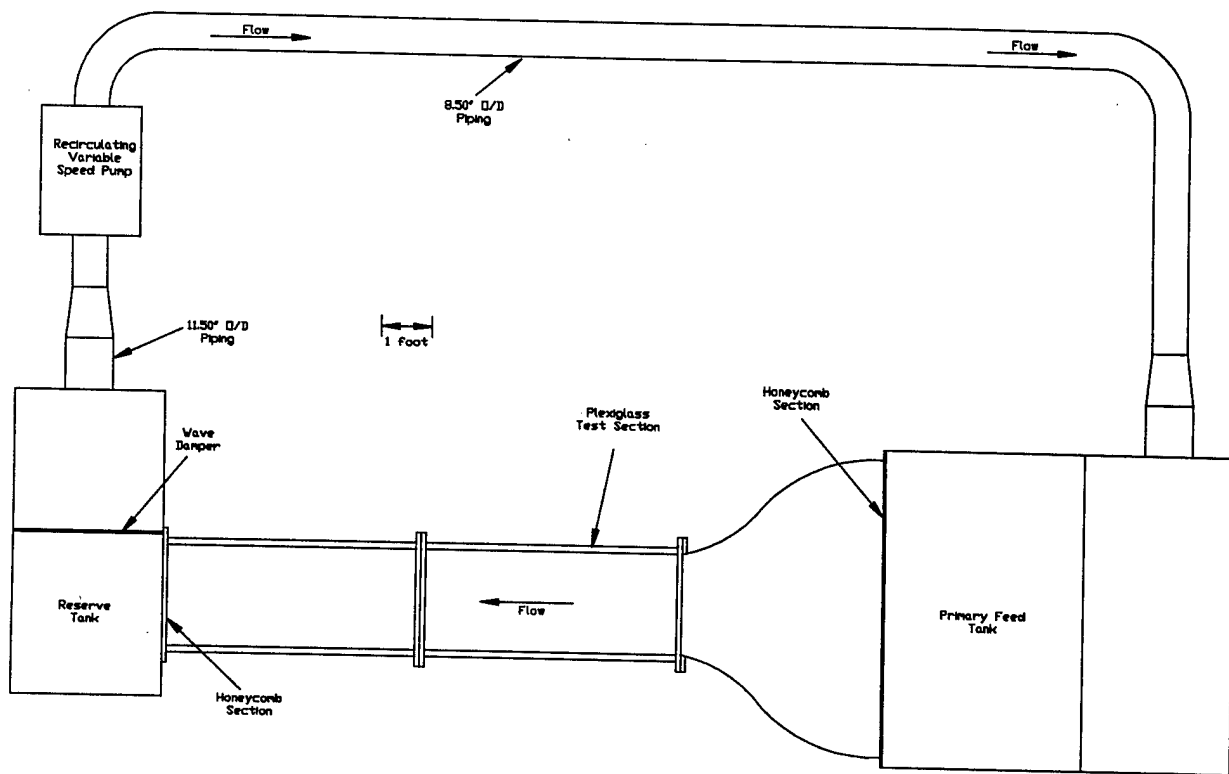 Flow
Flow
8.50" O/D
Piping
Recirculating
Variable
Speed Pump
11.50" O/D
Piping
1 foot
Honeycomb
Section
Plexiglass
Test Section
Wave
Damper
Reserve
Tank
Flow
Primary Feed
Tank
Honeycomb
Section